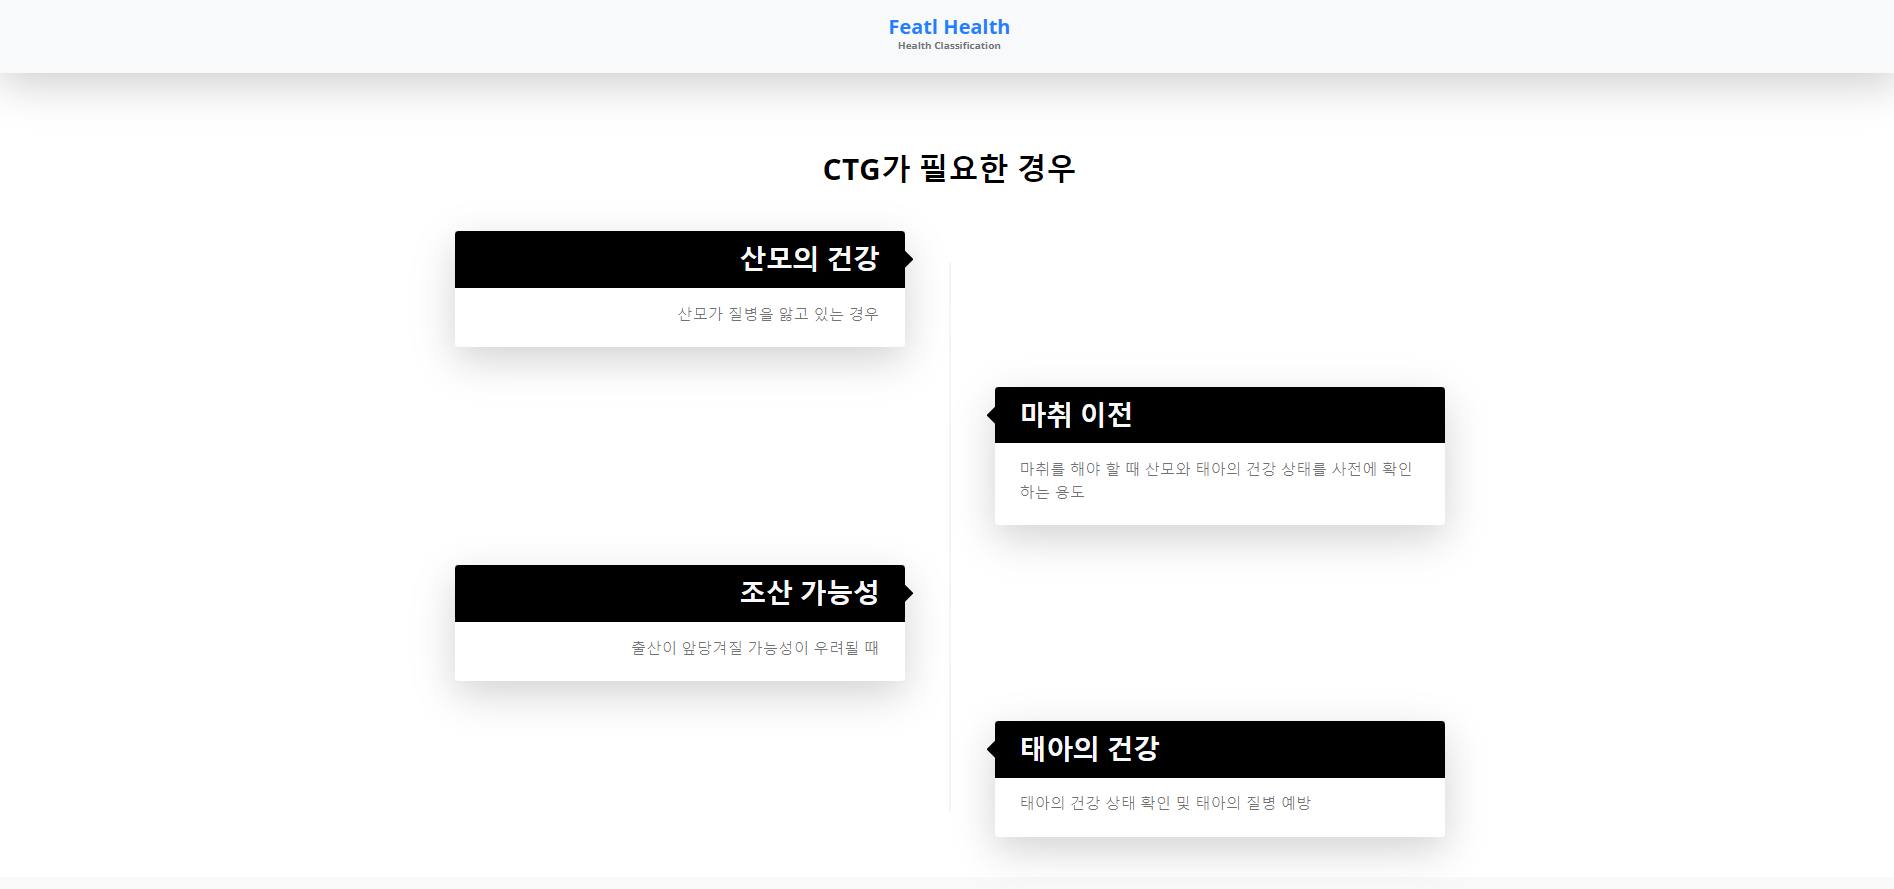 Featl Health
Health Classification
CTG가 필요한 경우
산모의 건강
산모가 질병을 앓고 있는 경우
마취 이전
마취를 해야 할 때 산모와 태아의 건강 상태를 사전에 확인
하는 용도
조산 가능성
출산이 앞당겨질 가능성이 우려될 때
태아의 건강
태아의 건강 상태 확인 및 태아의 질병 예방